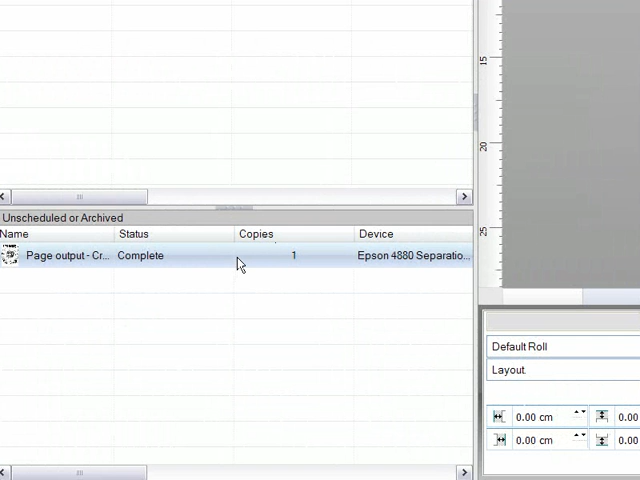 15
20
Unscheduled or Archived
Name Status Copies Device
25
Page output - Cr... Complete 1 Epson 4880 Separatio...
Default Roll
Layout.
0.00 cm 0.00
0.00 cm 0.00